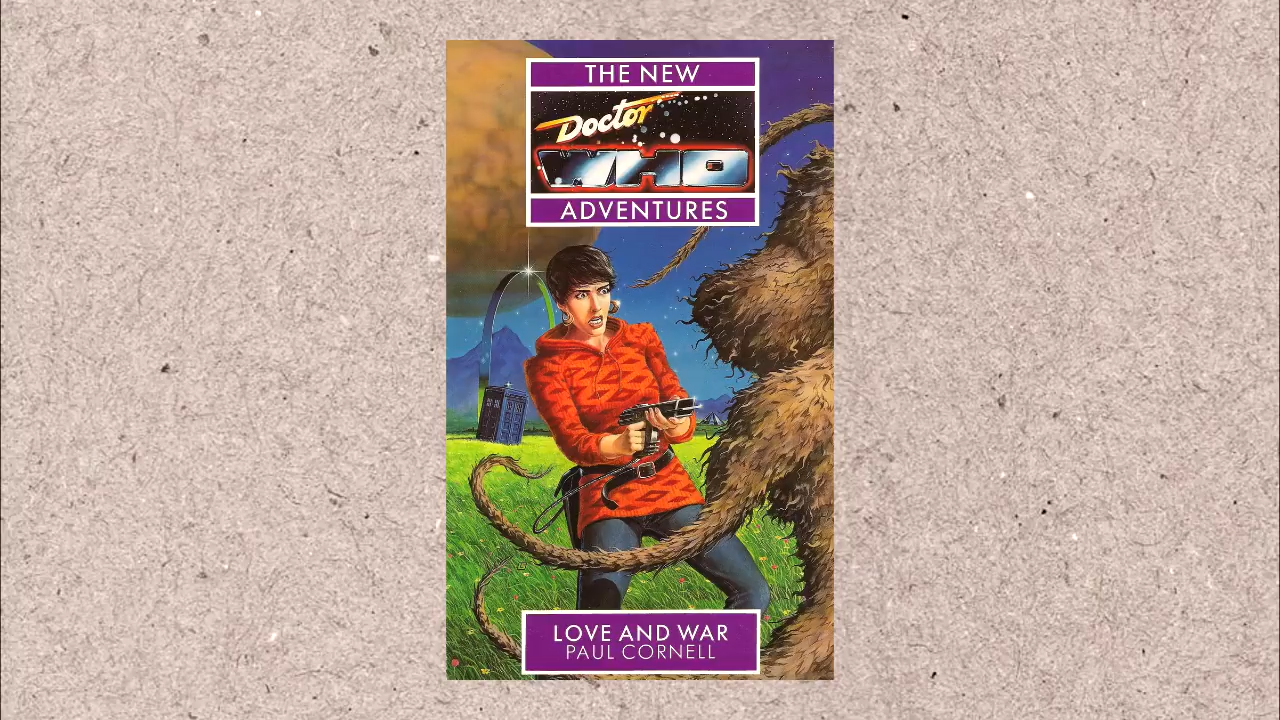 THE NEW
Doctor
WHO
ADVENTURES
LOVE AND WAR
PAUL CORNELL